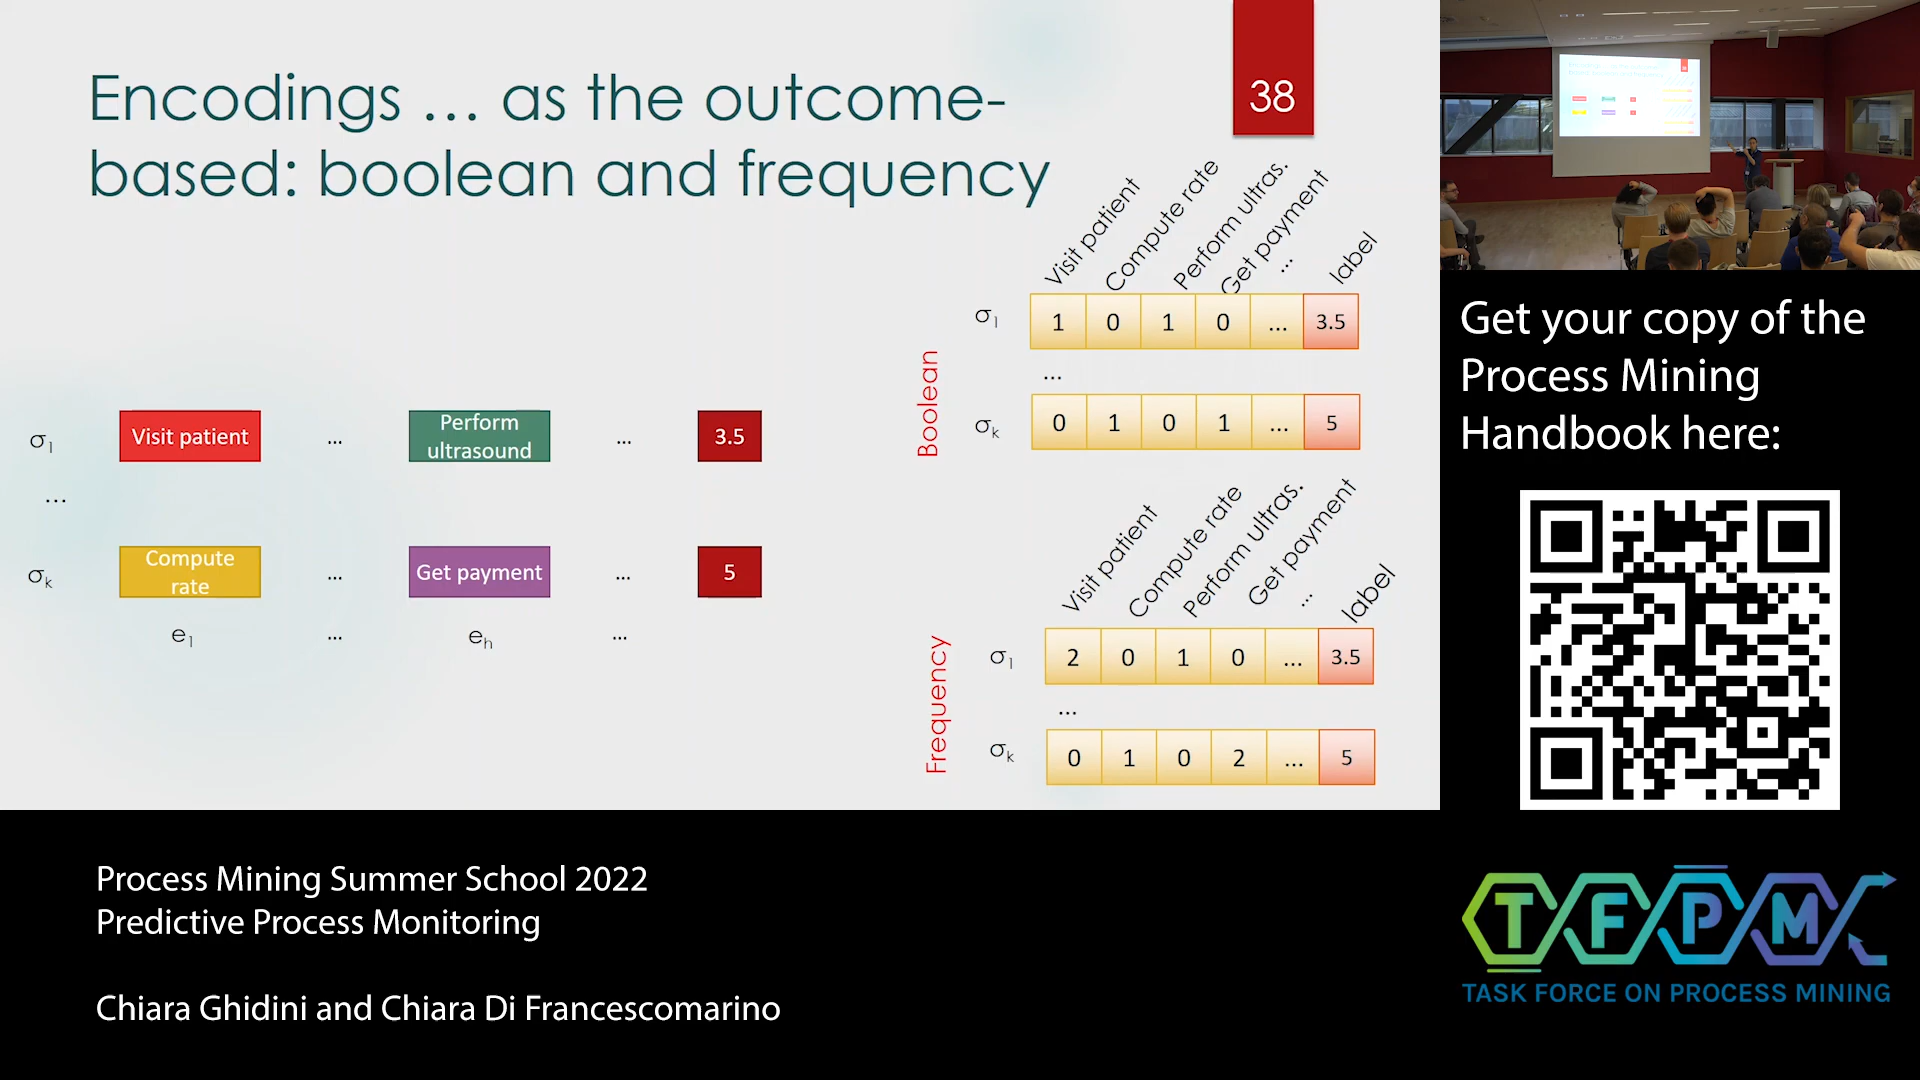 Encodings ... as the outcome-
based: boolean and frequency
38
σ1
Visit patient
...
Perform
ultrasound
...
3.5
...
σk
Compute
rate
...
Get payment
...
5
e1
...
eh
...
Boolean
Visit patient
Compute rate
Perform ultras.
Get payment
...
label
σ1
1 0 1 0 ... 3.5
...
σk
0 1 0 1 ... 5
Frequency
Visit patient
Compute rate
Perform ultras.
Get payment
...
label
σ1
2 0 1 0 ... 3.5
...
σk
0 1 0 2 ... 5
Get your copy of the
Process Mining
Handbook here:
Process Mining Summer School 2022
Predictive Process Monitoring
Chiara Ghidini and Chiara Di Francescomarino
TFPM
TASK FORCE ON PROCESS MINING